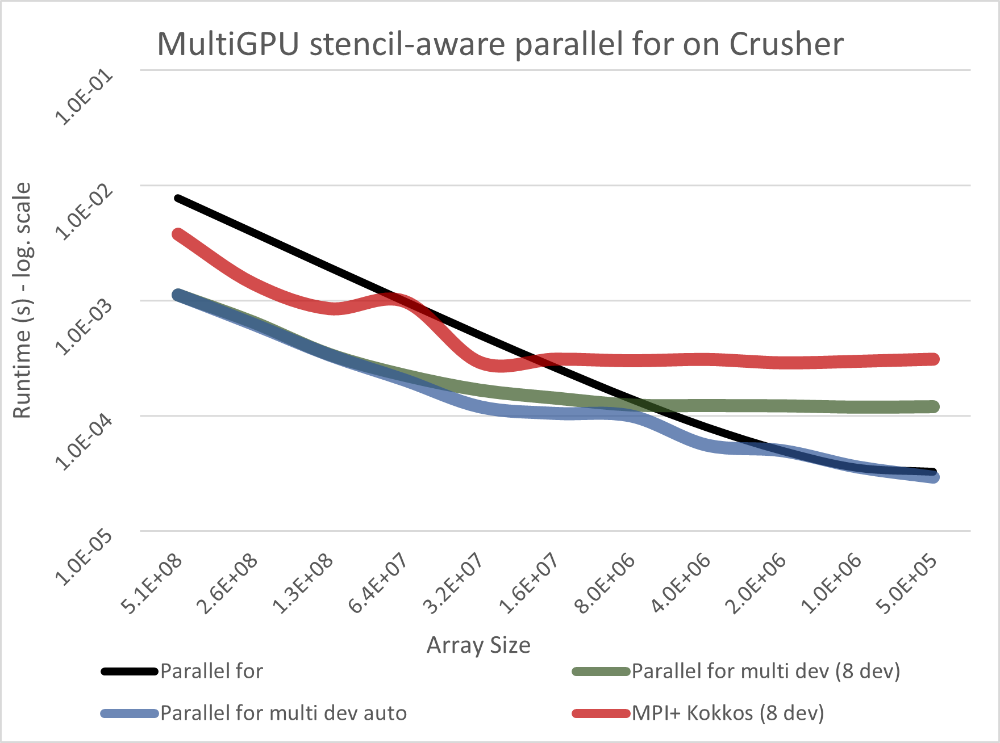 MultiGPU stencil-aware parallel for on Crusher
Runtime (s) - log. scale
1.0E-01
1.0E-02
1.0E-03
1.0E-04
1.0E-05
5.1E+08
2.6E+08
1.3E+08
6.4E+07
3.2E+07
1.6E+07
8.0E+06
4.0E+06
2.0E+06
1.0E+06
5.0E+05
Array Size
Parallel for
Parallel for multi dev (8 dev)
Parallel for multi dev auto
MPI+ Kokkos (8 dev)